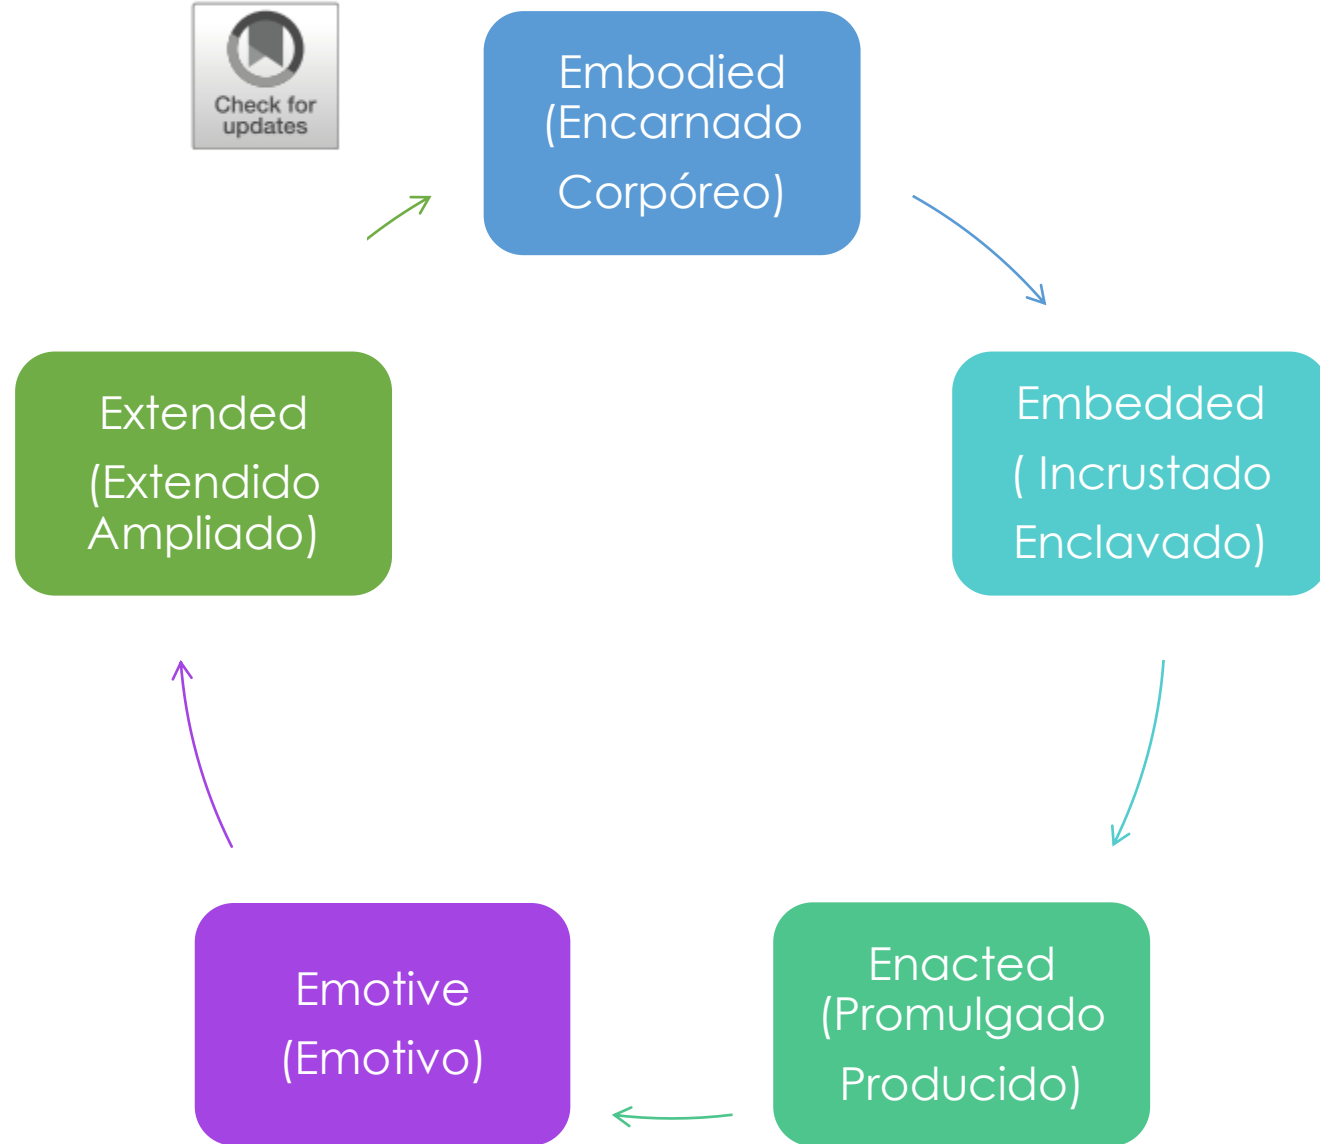 Check for
updates
Embodied
(Encarnado
Corpóreo)
Embedded
( Incrustado
Enclavado)
Enacted
(Promulgado
Producido)
Emotive
(Emotivo)
Extended
(Extendido
Ampliado)